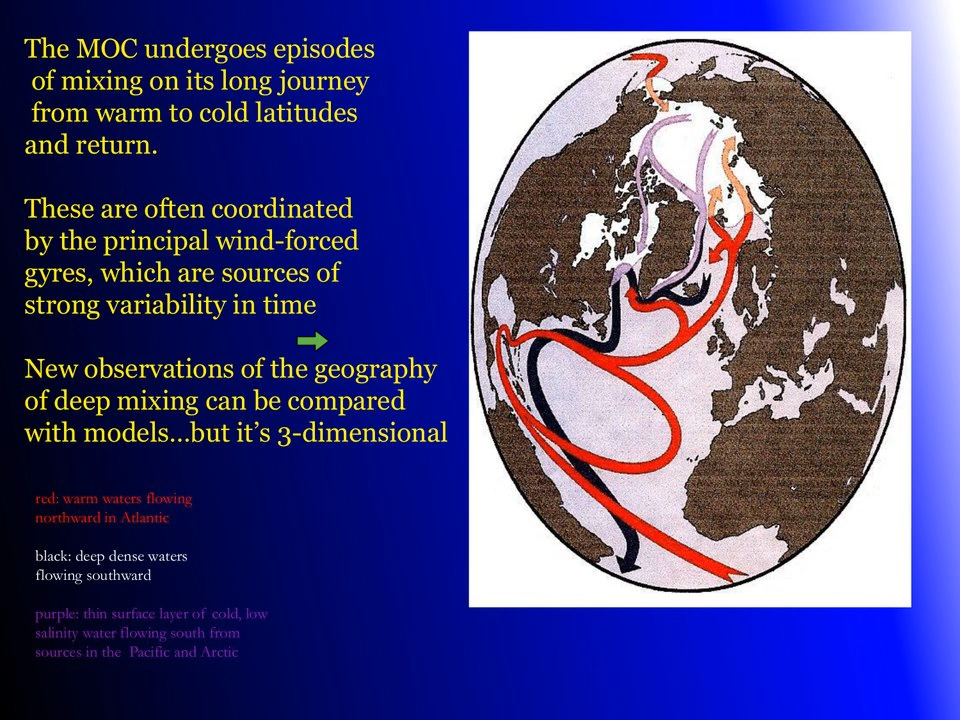 The MOC undergoes episodes
of mixing on its long journey
from warm to cold latitudes
and return.
These are often coordinated
by the principal wind-forced
gyres, which are sources of
strong variability in time
New observations of the geography
of deep mixing can be compared
with models...but it’s 3-dimensional
red: warm waters flowing
northward in Atlantic
black: deep dense waters
flowing southward
purple: thin surface layer of cold, low
salinity water flowing south from
sources in the Pacific and Arctic